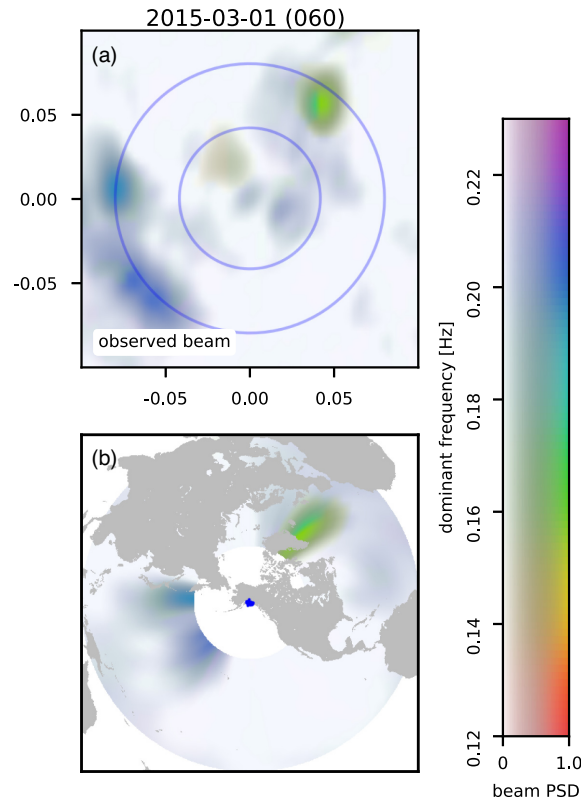 2015-03-01 (060)
(a)
0.05
0.00
-0.05
observed beam
-0.05 0.00 0.05
(b)
dominant frequency [Hz]
0.22
0.20
0.18
0.16
0.14
0.12
0 1.0
beam PSD